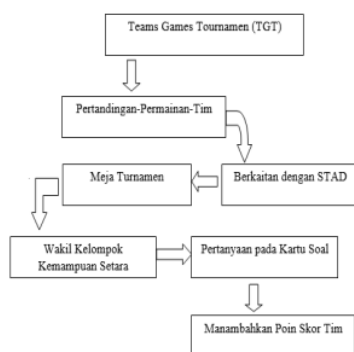 Teams Games Tournamen (TGT)
Pertandingan-Permainan-Tim
Meja Turnamen
Berkaitan dengan STAD
Wakil Kelompok
Kemampuan Setara
Pertanyaan pada Kartu Soal
Manambahkan Poin Skor Tim